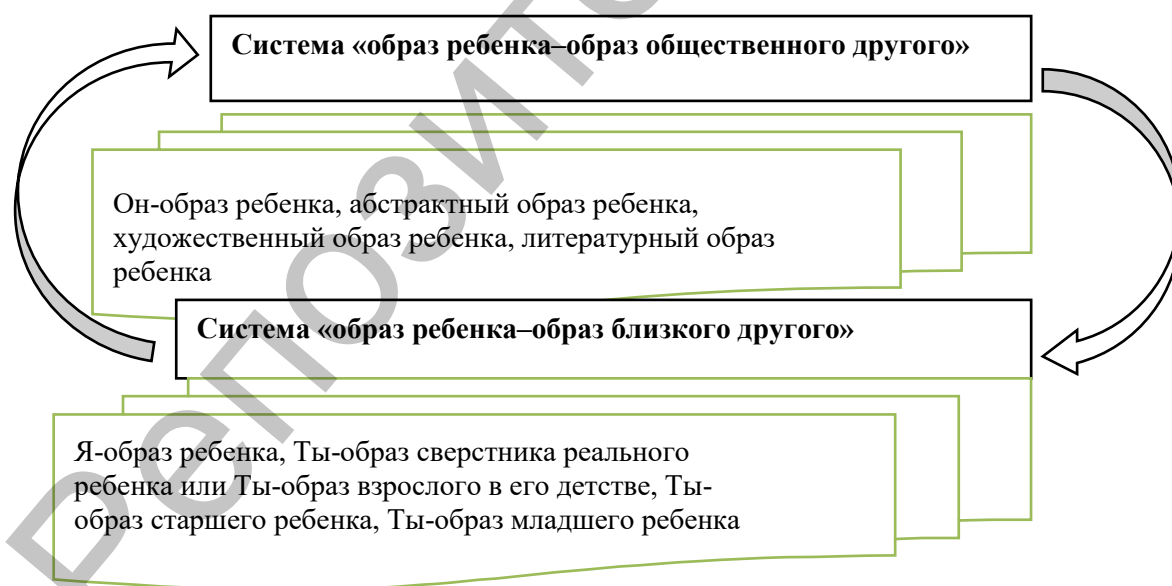 Система «образ ребенка–образ общественного другого»
Он-образ ребенка, абстрактный образ ребенка,
художественный образ ребенка, литературный образ
ребенка
Система «образ ребенка–образ близкого другого»
Я-образ ребенка, Ты-образ сверстника реального
ребенка или Ты-образ взрослого в его детстве, Ты-
образ старшего ребенка, Ты-образ младшего ребенка